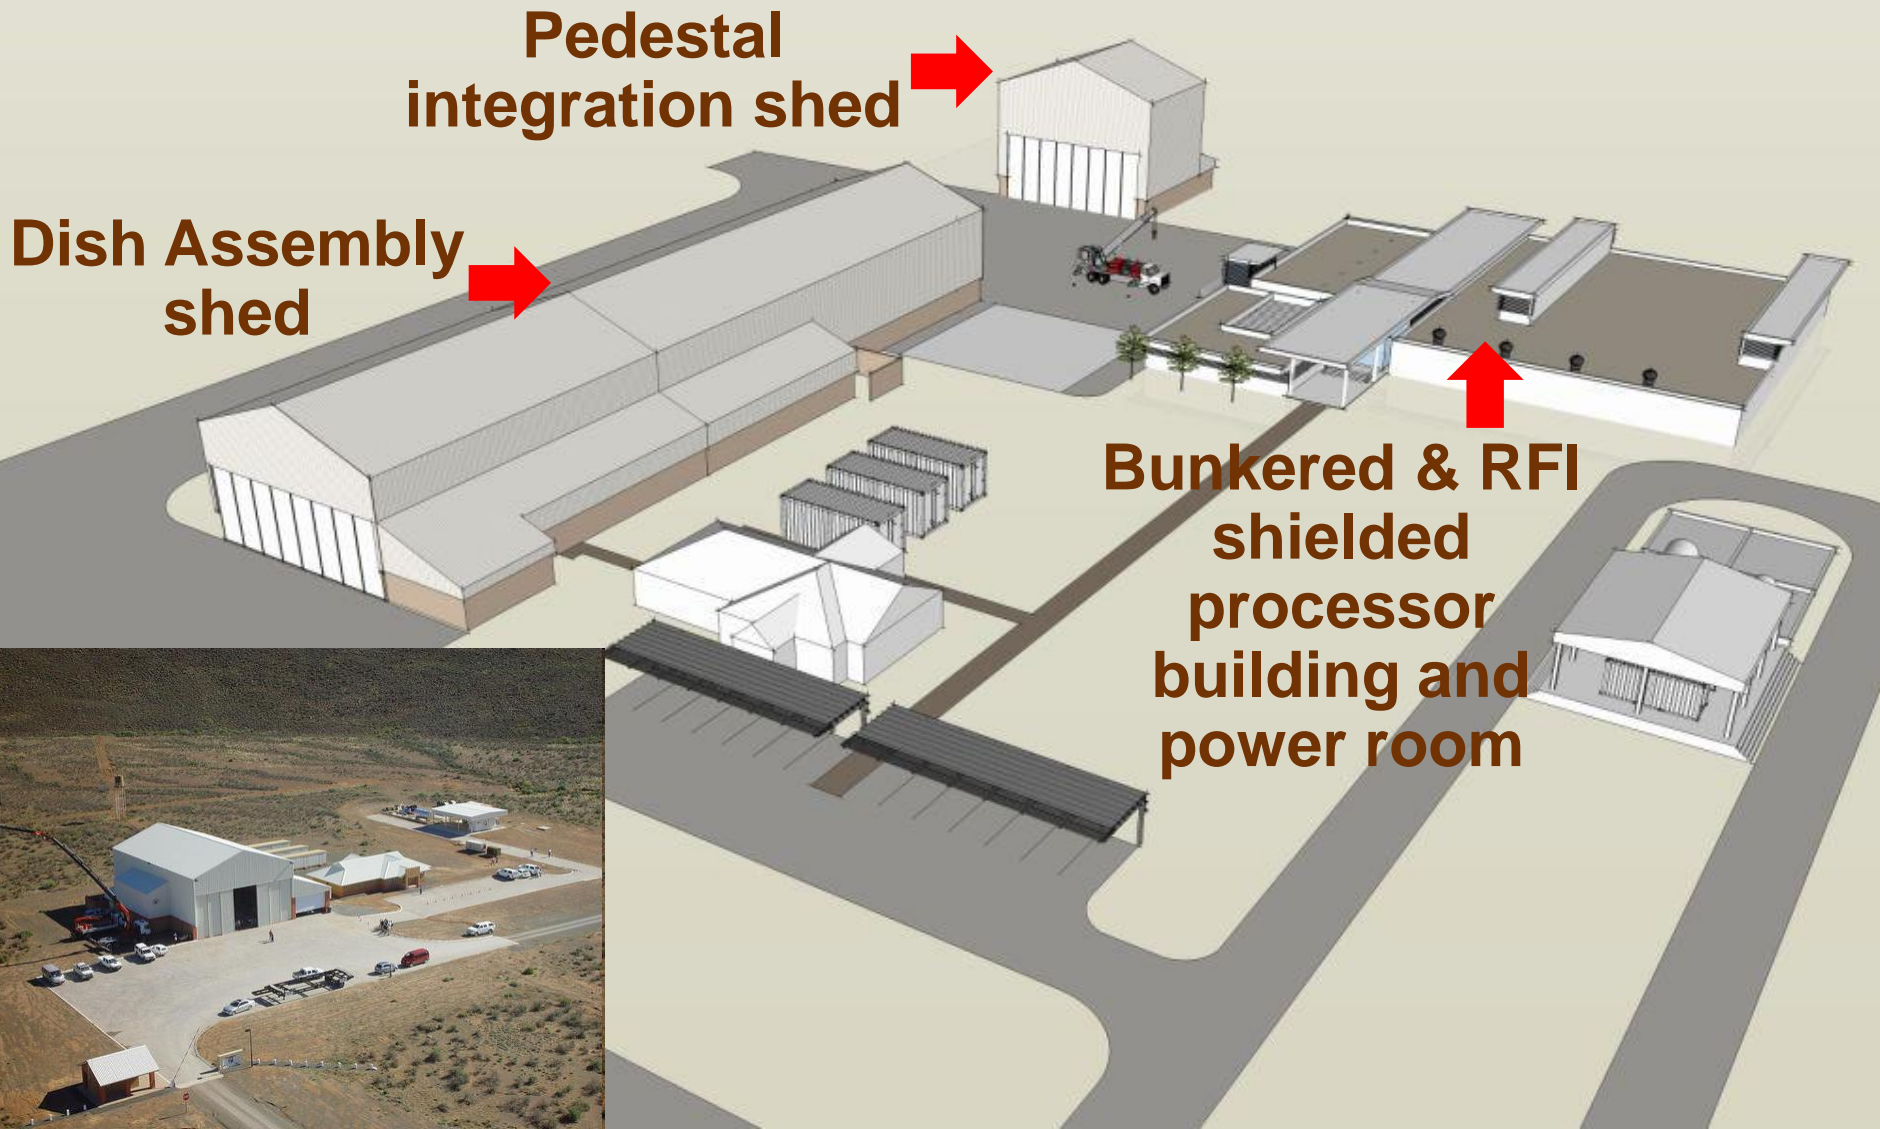 Pedestal
integration shed
Dish Assembly
shed
Bunkered & RFI
shielded
processor
building and
power room